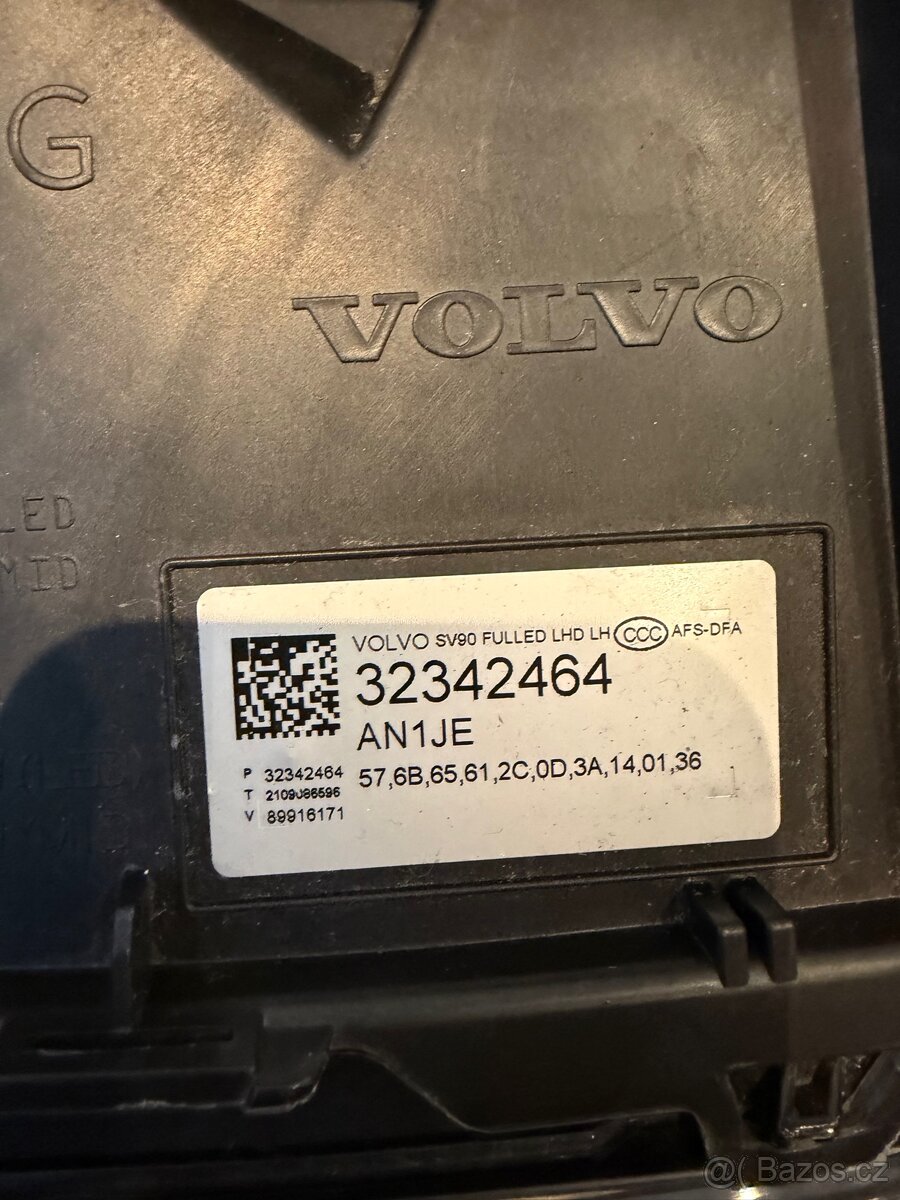 G
VOLVO
LED
MID
VOLVO SV90 FULLED LHD LH CCC AFS-DFA
32342464
AN1JE
57,6B,65,61,2C,0D,3A,14,01,36
P 32342464
T 2109086596
V 89916171
@( Bazos.cz